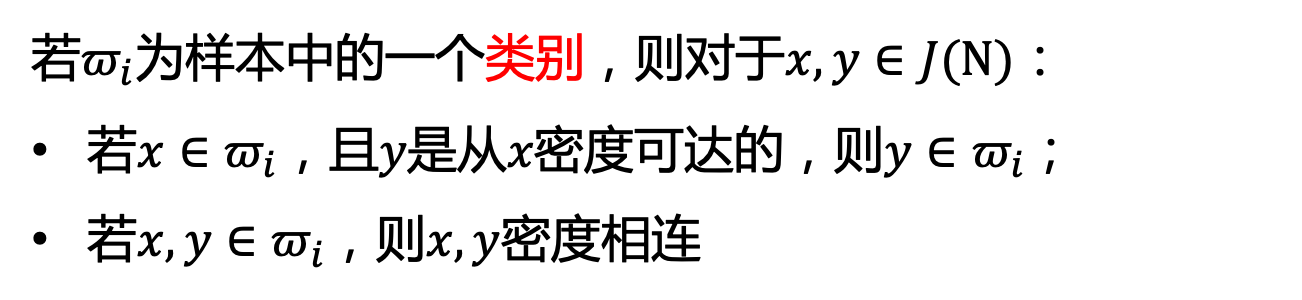 若ϖᵢ为样本中的一个类别，则对于x, y ∈ J(N)：
• 若x ∈ ϖᵢ，且y是从x密度可达的，则y ∈ ϖᵢ；
• 若x, y ∈ ϖᵢ，则x, y密度相连